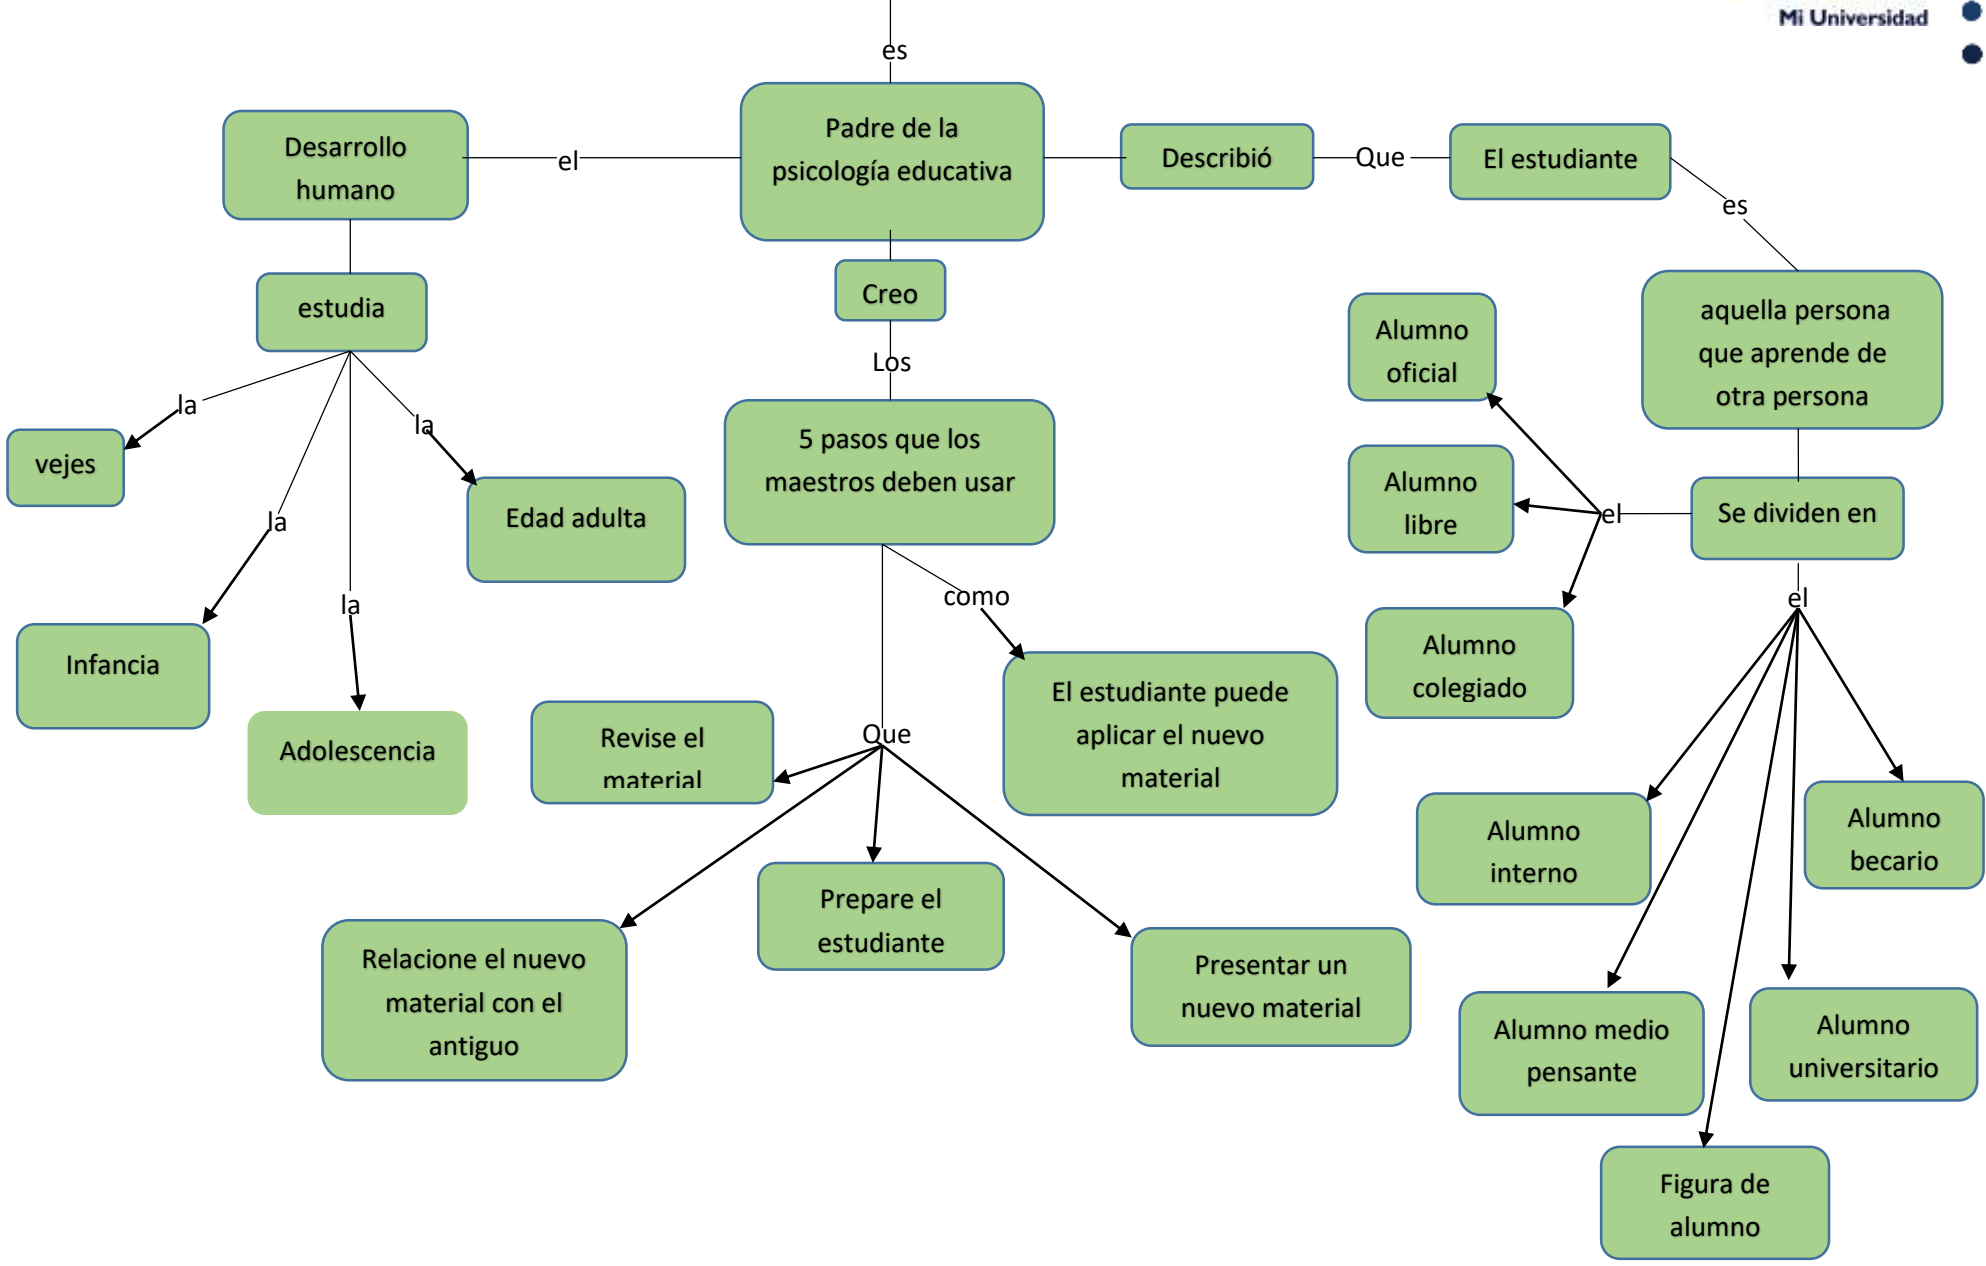 Mi Universidad
es
Padre de la
psicología educativa
Desarrollo
humano
el
Describió
Que
El estudiante
es
estudia
Creo
Los
aquella persona
que aprende de
otra persona
la
vejes
la
Edad adulta
la
Infancia
la
Adolescencia
5 pasos que los
maestros deben usar
como
El estudiante puede
aplicar el nuevo
material
Que
Revise el
material
Relacione el nuevo
material con el
antiguo
Prepare el
estudiante
Presentar un
nuevo material
Se dividen en
el
Alumno
oficial
Alumno
libre
Alumno
colegiado
el
Alumno
interno
Alumno
becario
Alumno medio
pensante
Alumno
universitario
Figura de
alumno